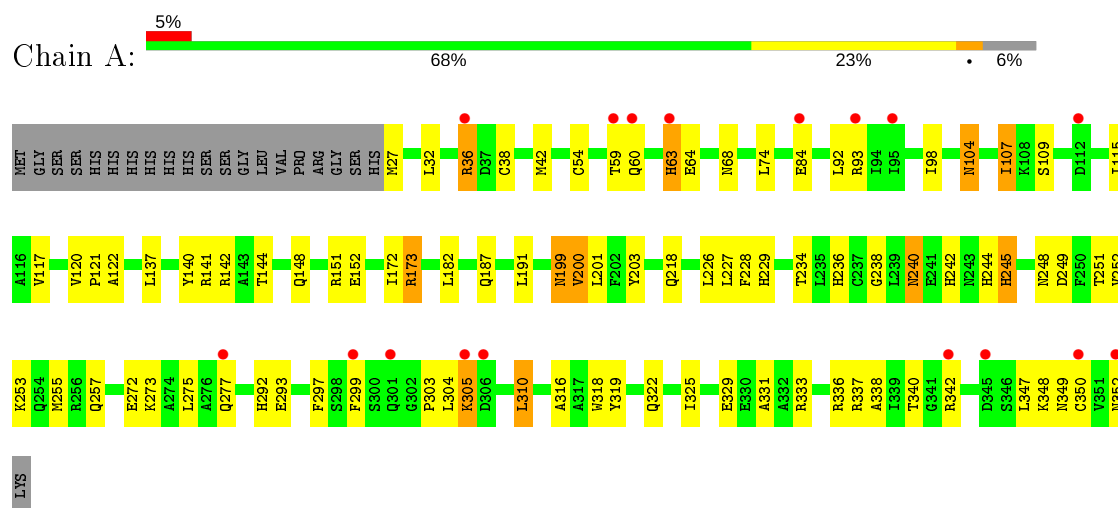 5%
Chain A:
68% 23% • 6%
MET GLY SER SER HIS HIS HIS HIS HIS HIS SER SER GLY LEU VAL PRO ARG GLY SER HIS M27 L32 R36 D37 C38 M42 C54 T59 Q60 H63 E64 N68 L74 E84 L92 R93 I94 I95 I98 N104 I107 K108 S109 D112 I115
A116 V117 V120 P121 A122 L137 Y140 R141 R142 A143 T144 Q148 R151 E152 I172 R173 L182 Q187 L191 N199 V200 L201 F202 Y203 Q218 L226 L227 F228 H229 T234 L235 H236 C237 G238 L239 N240 E241 H242 N243 H244 H245 N248 D249 F250 T251 V252
K253 Q254 M255 R256 Q257 E272 K273 A274 L275 A276 Q277 H292 E293 F297 S298 F299 S300 Q301 G302 P303 L304 K305 D306 L310 A316 A317 W318 Y319 Q322 I325 E329 E330 A331 A332 R333 R336 R337 A338 I339 T340 G341 R342 D345 S346 L347 K348 N349 C350 V351 N352
LYS